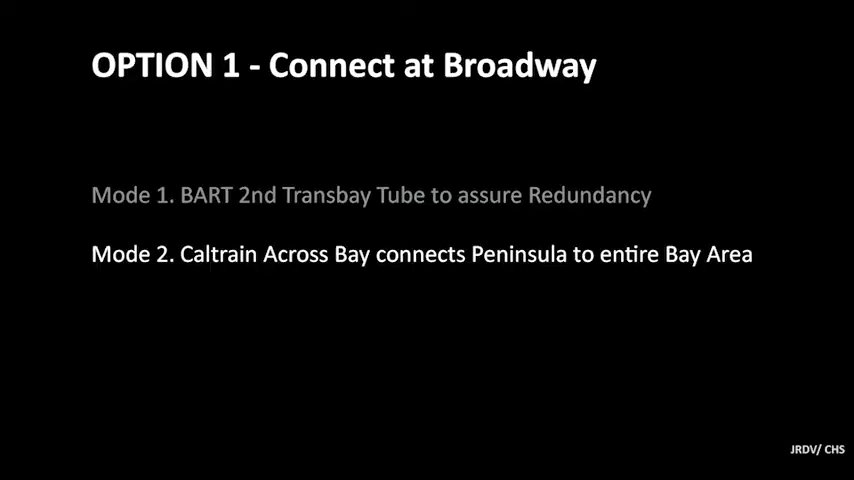 OPTION 1 - Connect at Broadway
Mode 1. BART 2nd Transbay Tube to assure Redundancy
Mode 2. Caltrain Across Bay connects Peninsula to entire Bay Area
JRDV/ CHS